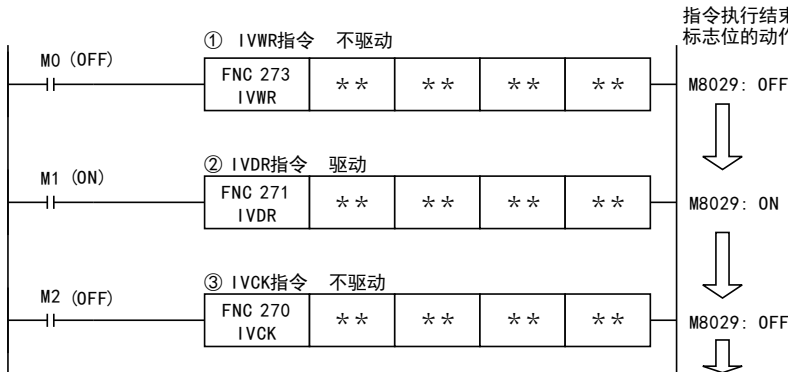 指令执行结束
标志位的动作
① IVWR指令 不驱动
M0 (OFF)
FNC 273
IVWR
** ** ** **
M8029: OFF
② IVDR指令 驱动
M1 (ON)
FNC 271
IVDR
** ** ** **
M8029: ON
③ IVCK指令 不驱动
M2 (OFF)
FNC 270
IVCK
** ** ** **
M8029: OFF